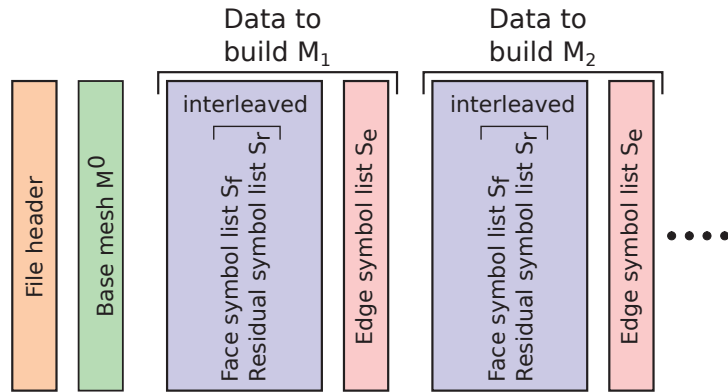 Data to
build M₁
Data to
build M₂
File header
Base mesh M⁰
interleaved
Face symbol list Sf
Residual symbol list Sr
Edge symbol list Se
interleaved
Face symbol list Sf
Residual symbol list Sr
Edge symbol list Se